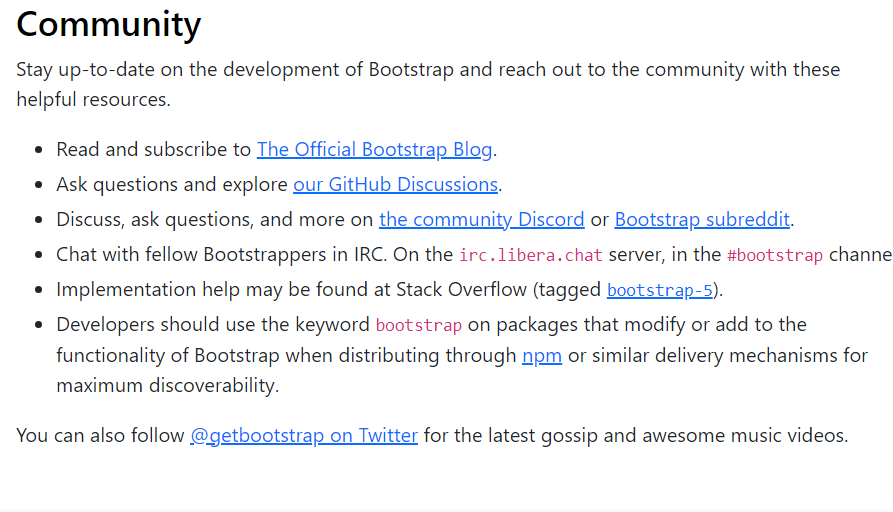 Community
Stay up-to-date on the development of Bootstrap and reach out to the community with these
helpful resources.
• Read and subscribe to The Official Bootstrap Blog.
• Ask questions and explore our GitHub Discussions.
• Discuss, ask questions, and more on the community Discord or Bootstrap subreddit.
• Chat with fellow Bootstrappers in IRC. On the irc.libera.chat server, in the #bootstrap channe
• Implementation help may be found at Stack Overflow (tagged bootstrap-5).
• Developers should use the keyword bootstrap on packages that modify or add to the
functionality of Bootstrap when distributing through npm or similar delivery mechanisms for
maximum discoverability.
You can also follow @getbootstrap on Twitter for the latest gossip and awesome music videos.